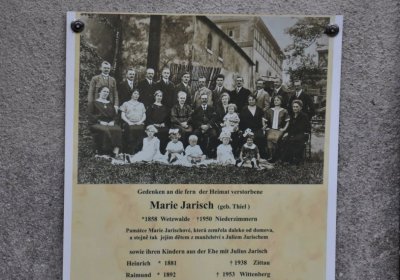 Gedenken an die fern der Heimat verstorbene
Marie Jarisch (geb. Thiel)
*1858 Wetzwalde †1950 Niederzimmern
Památce Marie Jarischové, která zemřela daleko od domova,
a stejně tak jejím dětem z manželství s Juliem Jarischem
sowie ihren Kindern aus der Ehe mit Julius Jarisch
Heinrich * 1881 †1938 Zittau
Raimund * 1892 † 1953 Wittenberg